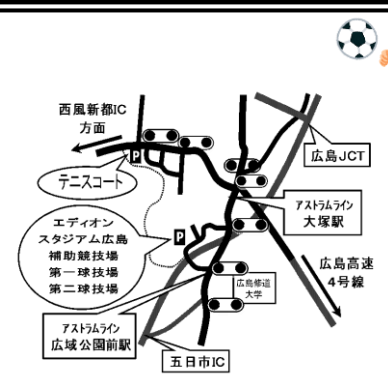 西風新都IC
方面
P
テニスコート
広島JCT
アストラムライン
大塚駅
エディオン
スタジアム広島
補助競技場
第一球技場
第二球技場
P
広島高速
4号線
広島修道
大学
アストラムライン
広域公園前駅
五日市IC